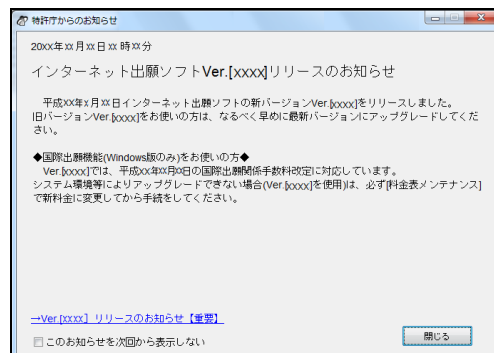 特許庁からのお知らせ
20XX年xx月xx日 xx時xx分
インターネット出願ソフトVer.[xxxx]リリースのお知らせ
平成XX年x月xx日インターネット出願ソフトの新バージョンVer.[xxxx]をリリースしました。
旧バージョンVer.[xxxx]をお使いの方は、なるべく早めに最新バージョンにアップグレードしてくだ
さい。
◆国際出願機能(Windows版のみ)をお使いの方◆
Ver.[xxxx]では、平成xx年xx月xx日の国際出願関係手数料改定に対応しています。
システム環境等によりアップグレードできない場合(Ver.[xxxx]を使用)は、必ず[料金表メンテナンス]
で新料金に変更してから手続をしてください。
→Ver.[xxxx] リリースのお知らせ【重要】
このお知らせを次回から表示しない
閉じる